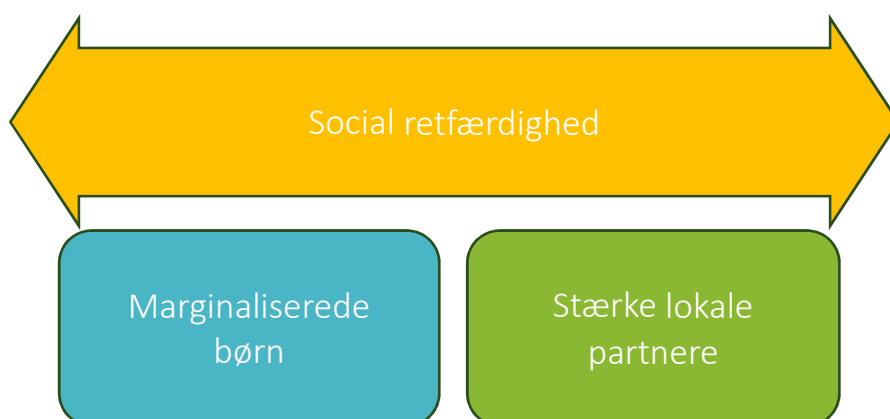 Social retfærdighed
Marginaliserede
børn
Stærke lokale
partnere